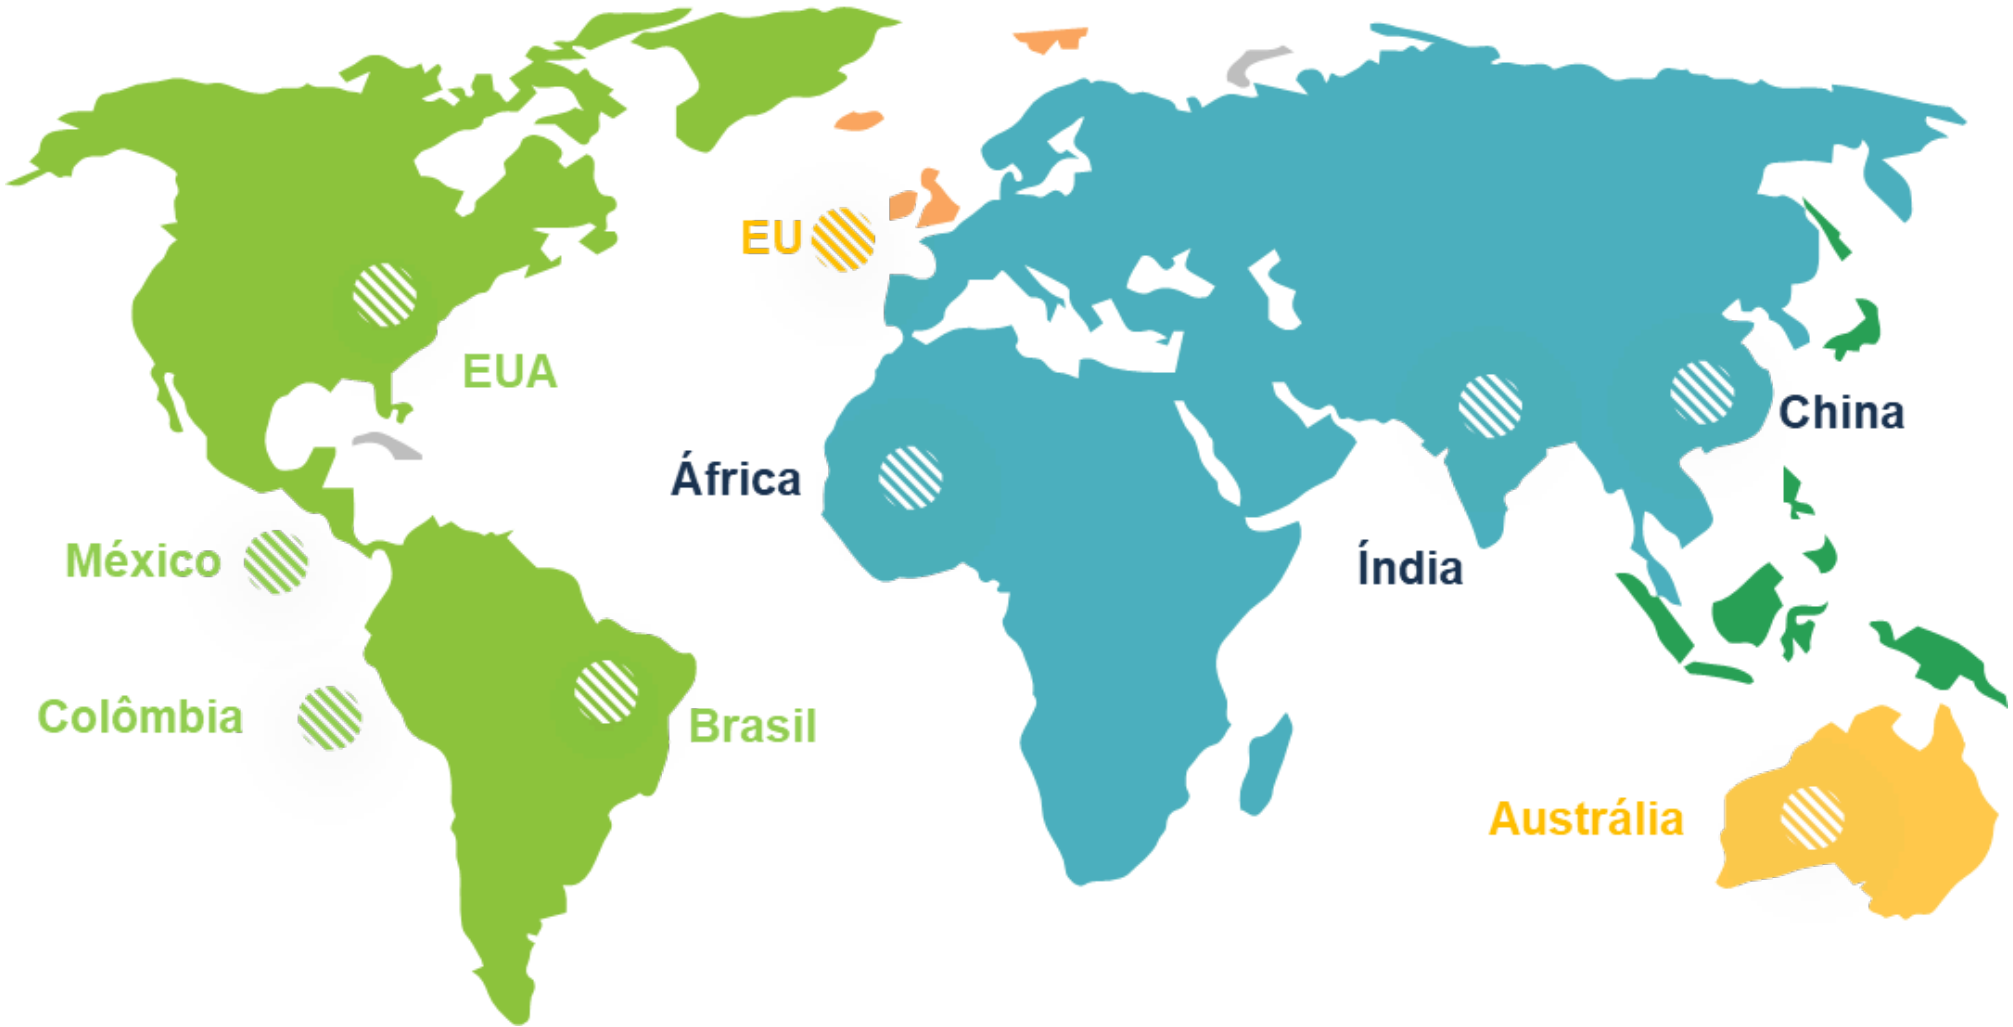 EU
EUA
China
África
México
Índia
Colômbia
Brasil
Austrália